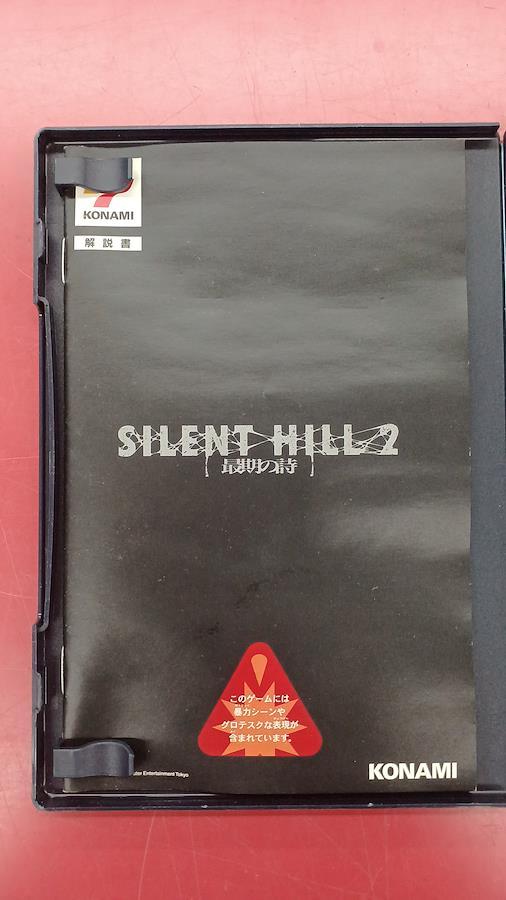 KONAMI
解説書
SILENT HILL 2
最期の詩
このゲームには
暴力シーンや
グロテスクな表現が
含まれています。
Entertainment Tokyo
KONAMI